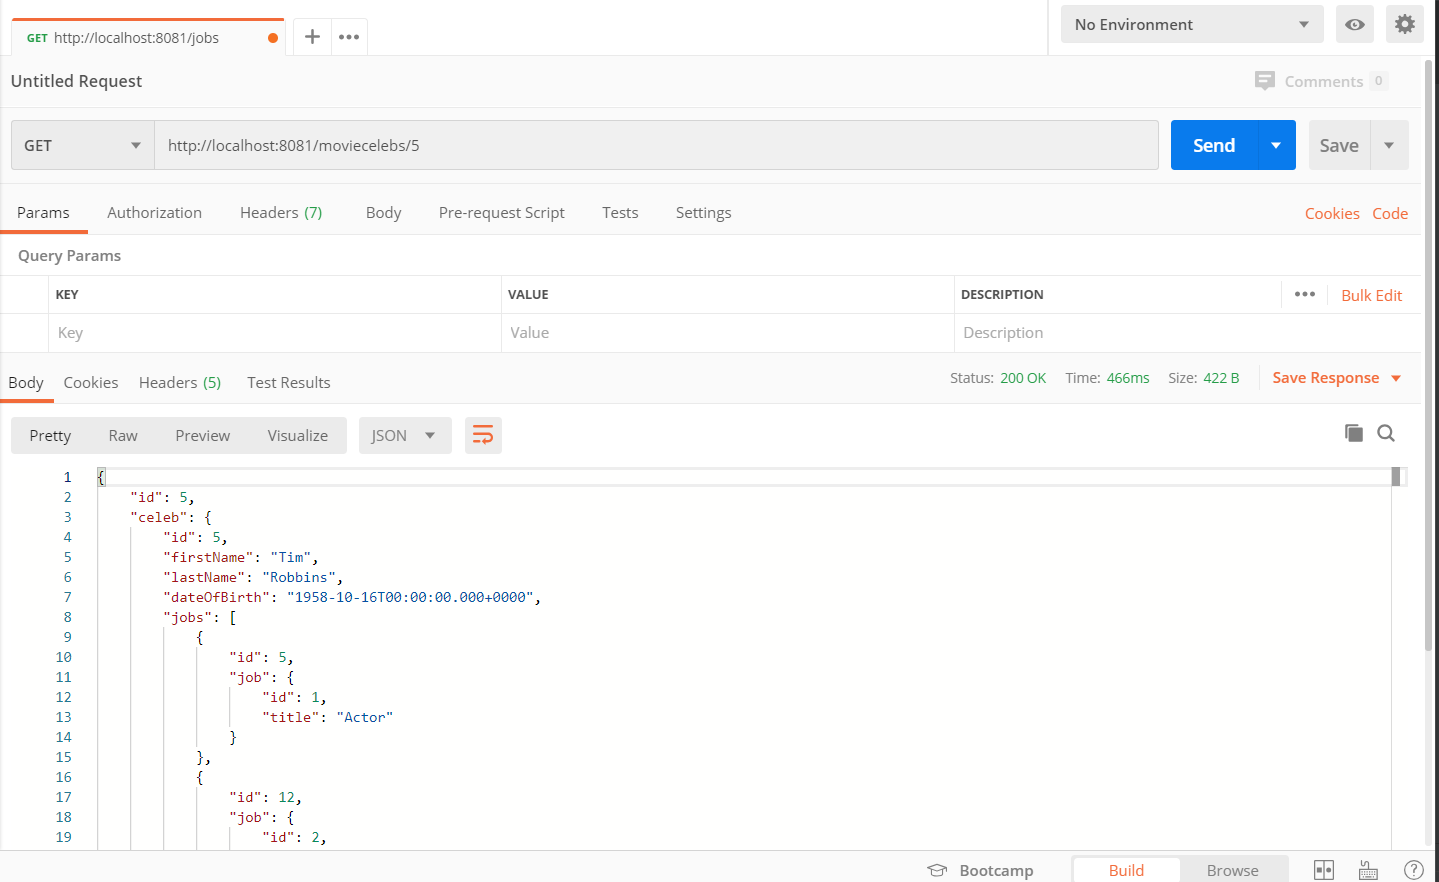 GET http://localhost:8081/jobs
No Environment
Untitled Request
Comments 0
GET http://localhost:8081/moviecelebs/5 Send Save
Params Authorization Headers (7) Body Pre-request Script Tests Settings Cookies Code
Query Params
KEY VALUE DESCRIPTION Bulk Edit
Key Value Description
Body Cookies Headers (5) Test Results Status: 200 OK Time: 466ms Size: 422 B Save Response
Pretty Raw Preview Visualize JSON
1 {
2 "id": 5,
3 "celeb": {
4 "id": 5,
5 "firstName": "Tim",
6 "lastName": "Robbins",
7 "dateOfBirth": "1958-10-16T00:00:00.000+0000",
8 "jobs": [
9 {
10 "id": 5,
11 "job": {
12 "id": 1,
13 "title": "Actor"
14 }
15 },
16 {
17 "id": 12,
18 "job": {
19 "id": 2,
Bootcamp Build Browse